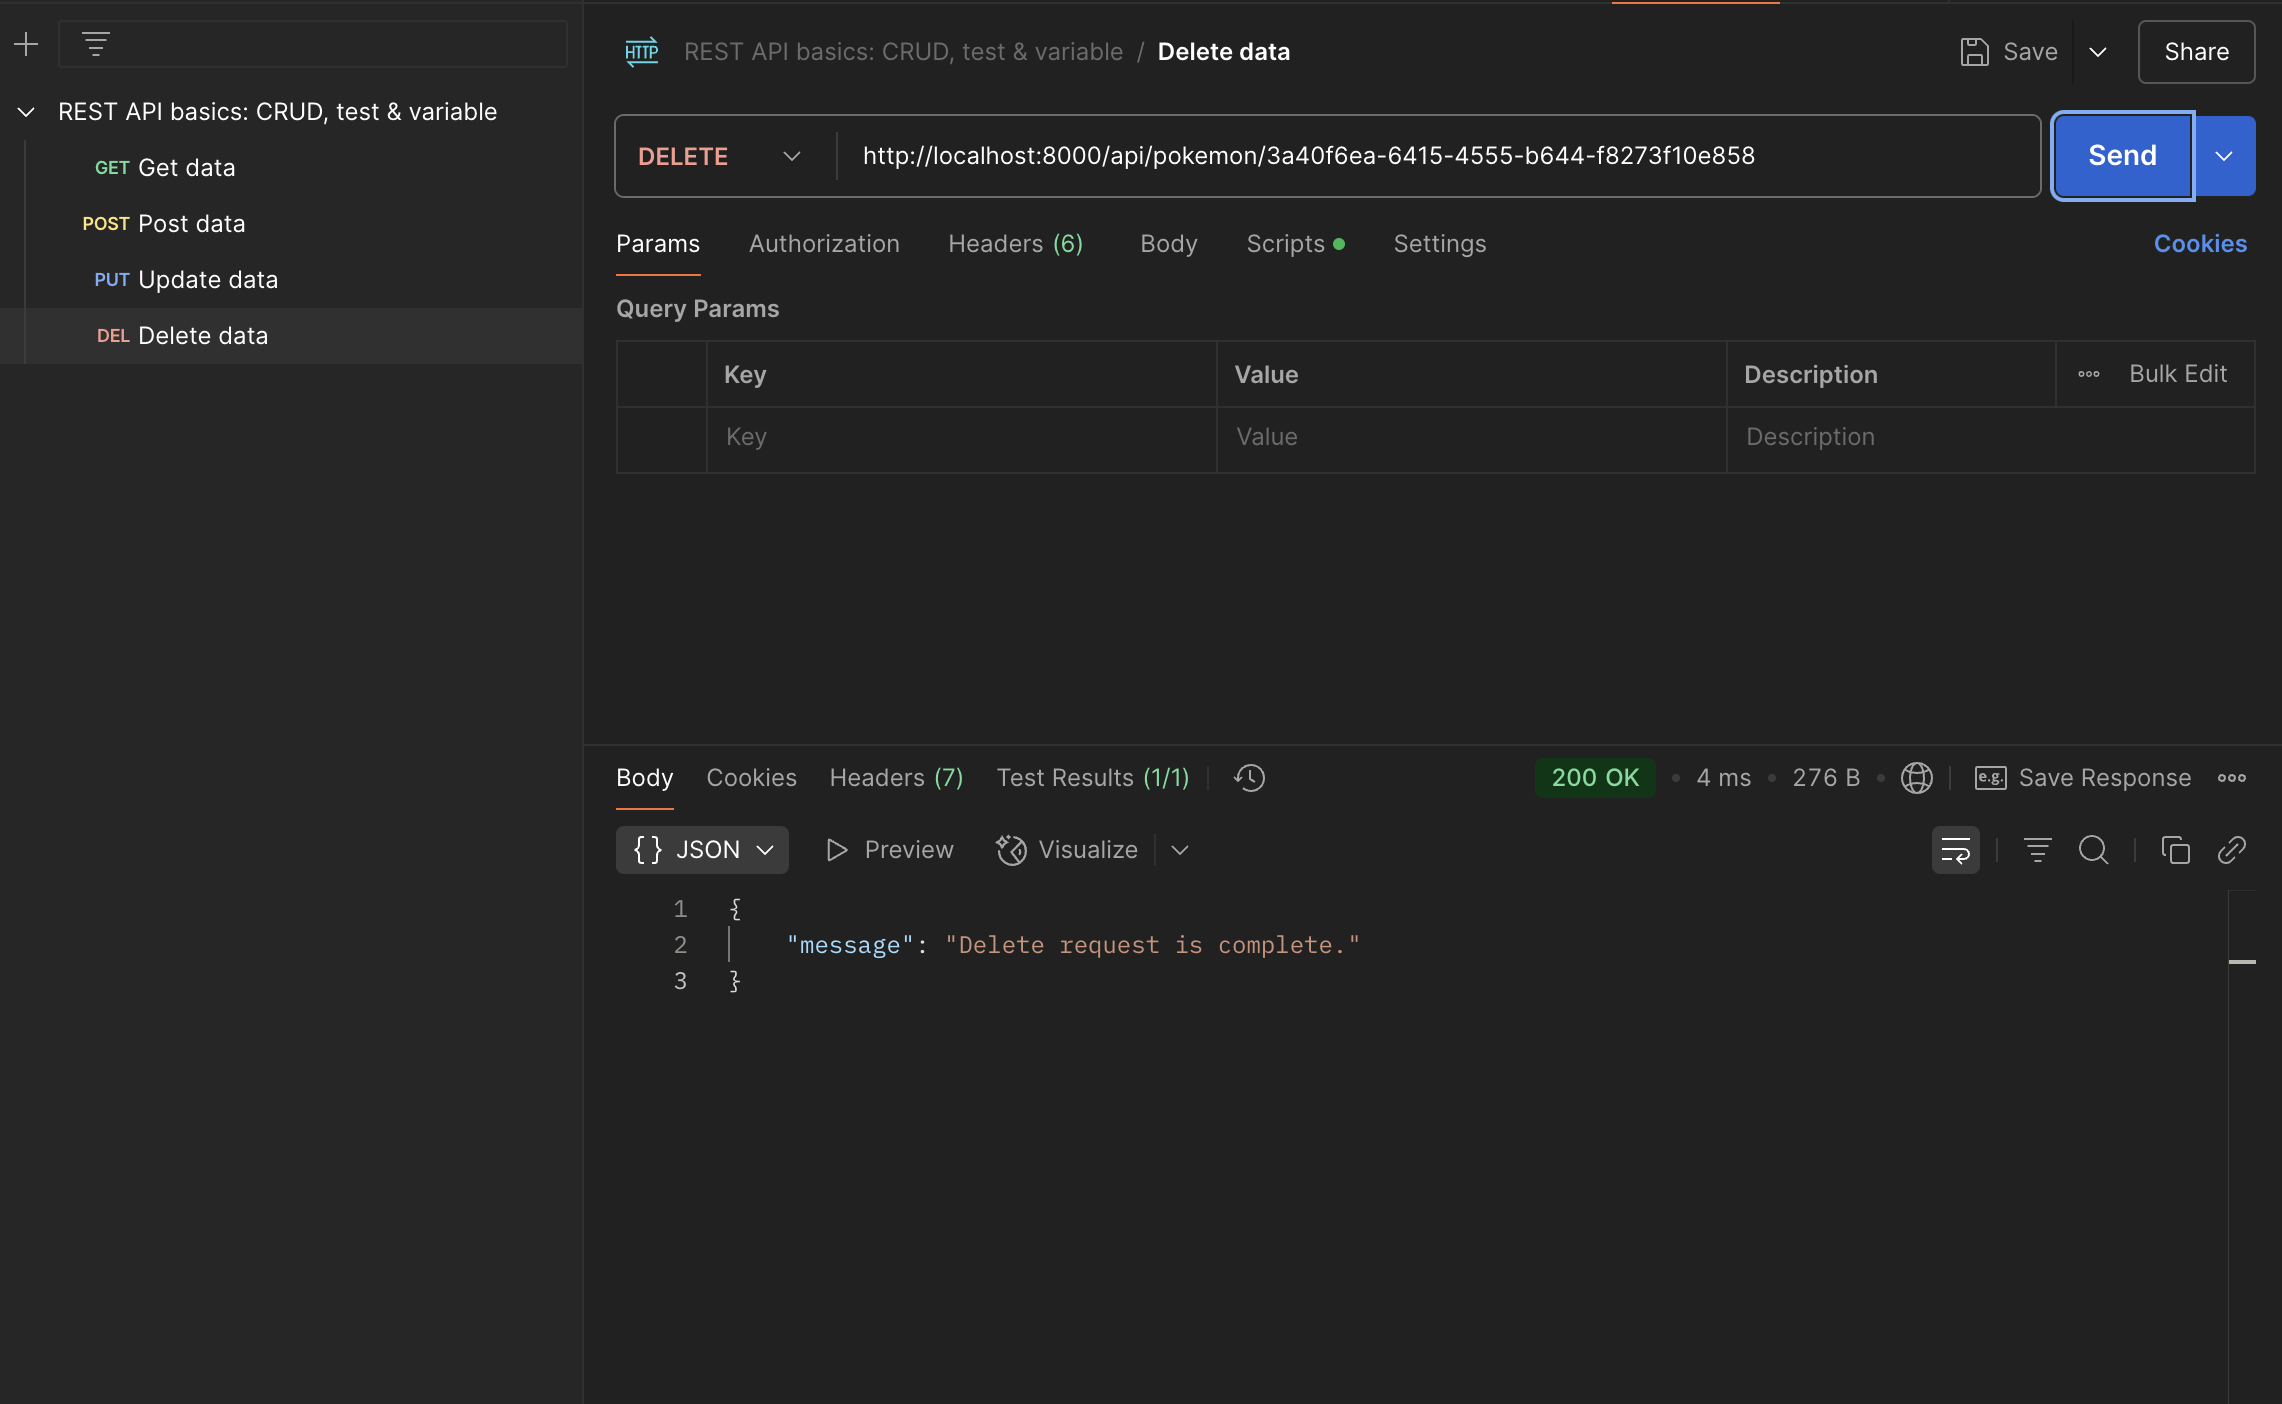 REST API basics: CRUD, test & variable
GET Get data
POST Post data
PUT Update data
DEL Delete data
HTTP REST API basics: CRUD, test & variable / Delete data
Save
Share
DELETE http://localhost:8000/api/pokemon/3a40f6ea-6415-4555-b644-f8273f10e858
Send
Params Authorization Headers (6) Body Scripts Settings Cookies
Query Params
Key Value Description Bulk Edit
Key Value Description
Body Cookies Headers (7) Test Results (1/1) 200 OK • 4 ms • 276 B • e.g. Save Response
{} JSON Preview Visualize
1 {
2 "message": "Delete request is complete."
3 }